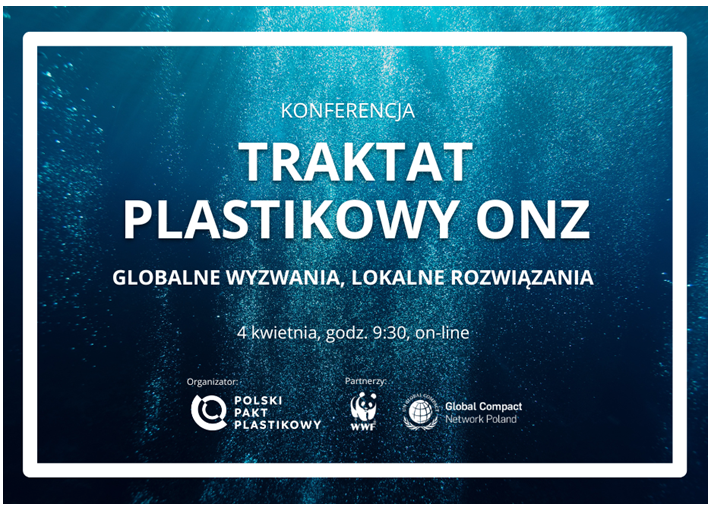 KONFERENCJA
TRAKTAT
PLASTIKOWY ONZ
GLOBALNE WYZWANIA, LOKALNE ROZWIĄZANIA
4 kwietnia, godz. 9:30, on-line
Organizator:
POLSKI
PAKT
PLASTIKOWY
Partnerzy:
WWF
Global Compact
Network Poland